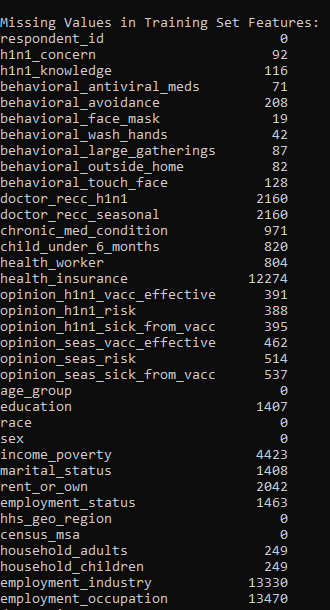 Missing Values in Training Set Features:
respondent_id 0
h1n1_concern 92
h1n1_knowledge 116
behavioral_antiviral_meds 71
behavioral_avoidance 208
behavioral_face_mask 19
behavioral_wash_hands 42
behavioral_large_gatherings 87
behavioral_outside_home 82
behavioral_touch_face 128
doctor_recc_h1n1 2160
doctor_recc_seasonal 2160
chronic_med_condition 971
child_under_6_months 820
health_worker 804
health_insurance 12274
opinion_h1n1_vacc_effective 391
opinion_h1n1_risk 388
opinion_h1n1_sick_from_vacc 395
opinion_seas_vacc_effective 462
opinion_seas_risk 514
opinion_seas_sick_from_vacc 537
age_group 0
education 1407
race 0
sex 0
income_poverty 4423
marital_status 1408
rent_or_own 2042
employment_status 1463
hhs_geo_region 0
census_msa 0
household_adults 249
household_children 249
employment_industry 13330
employment_occupation 13470